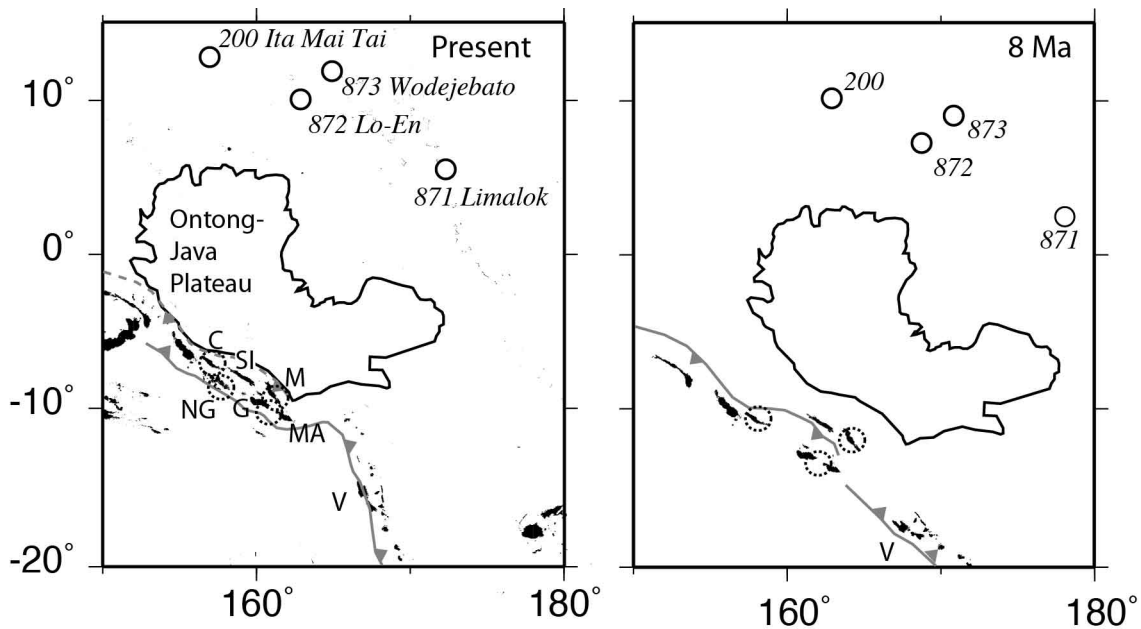 Present
200 Ita Mai Tai
873 Wodejebato
872 Lo-En
871 Limalok
Ontong-
Java
Plateau
C
SI
M
NG
G
MA
V
10°
0°
-10°
-20°
160°
180°
8 Ma
200
873
872
871
V
160°
180°